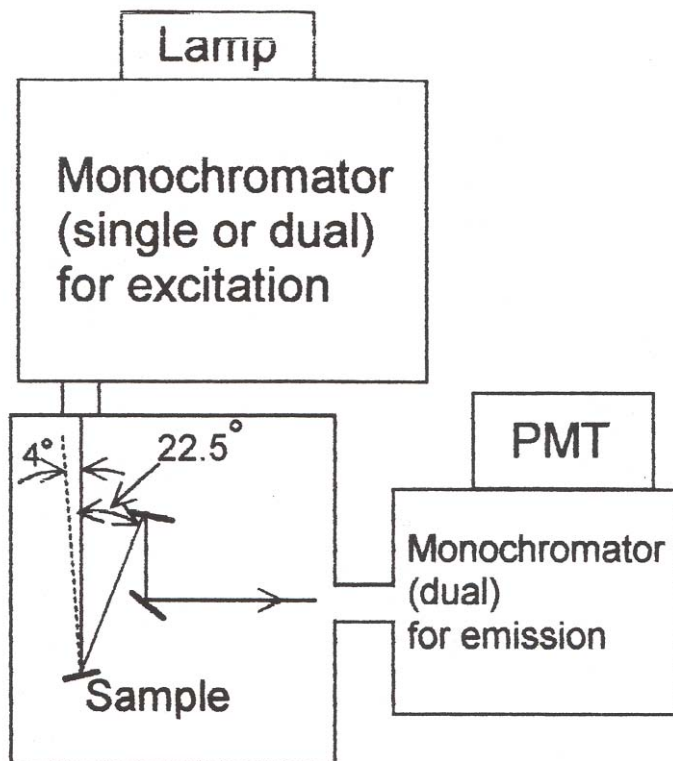 Lamp
Monochromator
(single or dual)
for excitation
4°
22.5°
PMT
Monochromator
(dual)
for emission
Sample